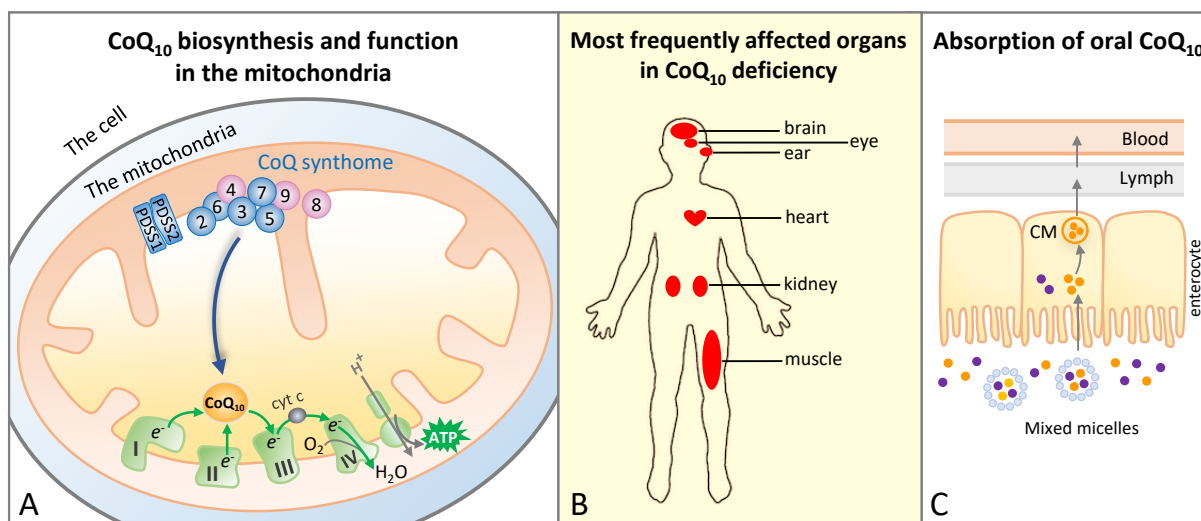 CoQ₁₀ biosynthesis and function
in the mitochondria
The cell
The mitochondria
CoQ synthome
PDSS1
PDSS2
2
6
4
3
7
5
9
8
CoQ₁₀
cyt c
H⁺
I
e⁻
II
e⁻
III
e⁻
e⁻
IV
O₂
H₂O
ATP
A
Most frequently affected organs
in CoQ₁₀ deficiency
brain
eye
ear
heart
kidney
muscle
B
Absorption of oral CoQ₁₀
Blood
Lymph
CM
enterocyte
Mixed micelles
C